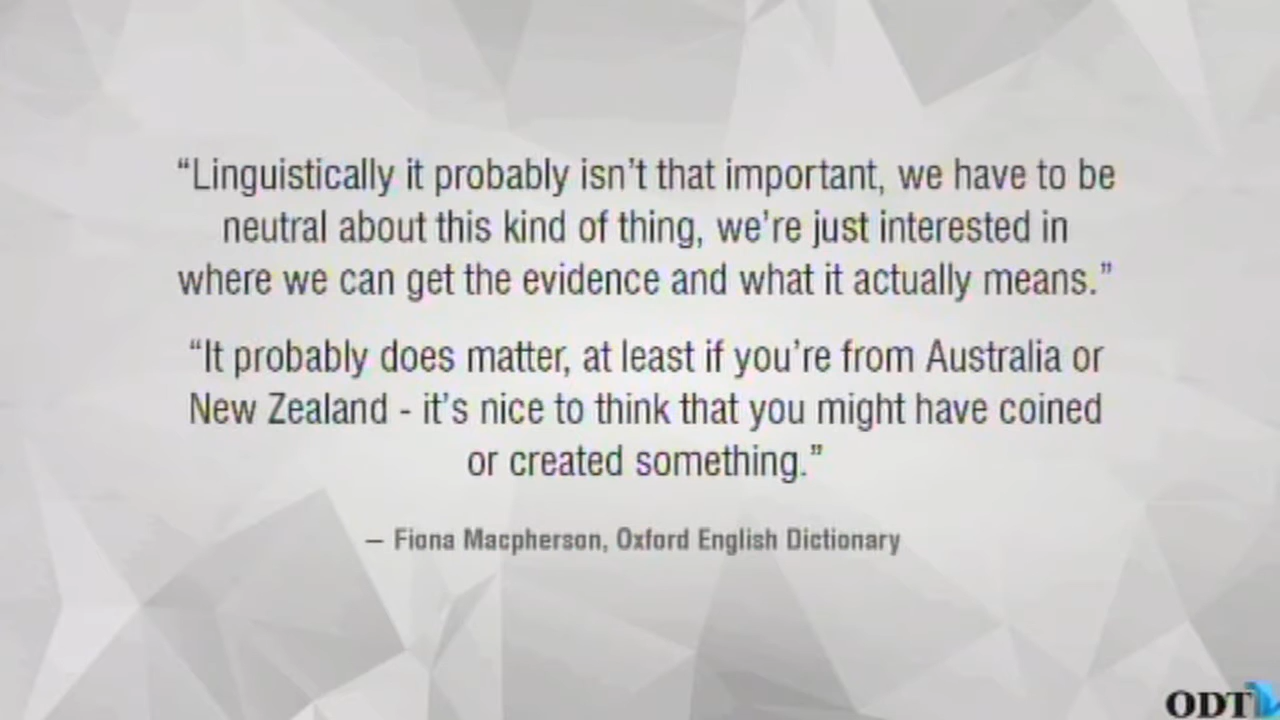 “Linguistically it probably isn’t that important, we have to be
neutral about this kind of thing, we’re just interested in
where we can get the evidence and what it actually means.”
“It probably does matter, at least if you’re from Australia or
New Zealand - it’s nice to think that you might have coined
or created something.”
– Fiona Macpherson, Oxford English Dictionary
ODT